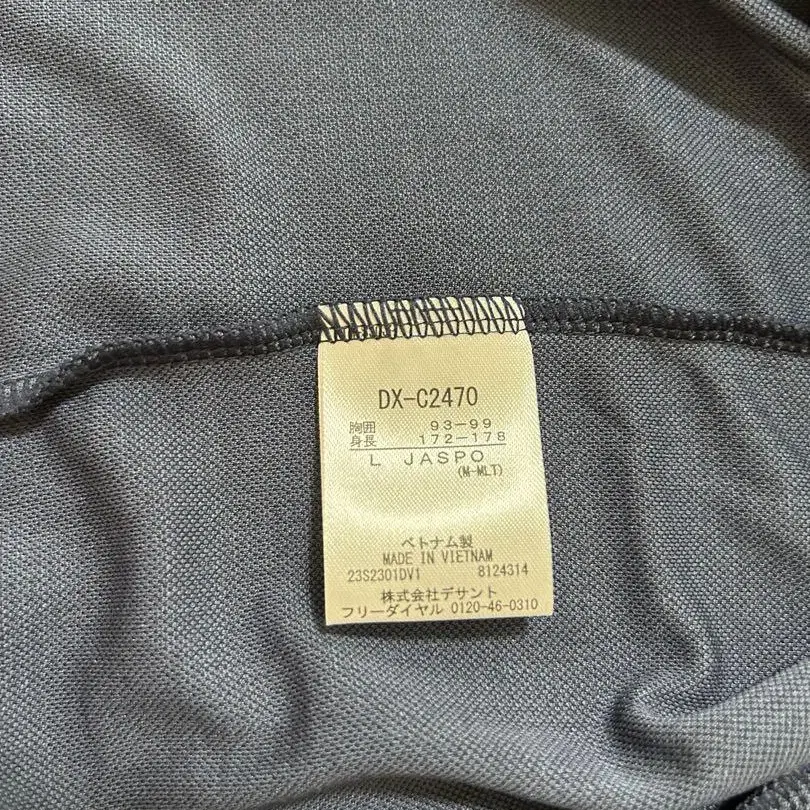 DX-C2470
胸囲 93-99
身長 172-178
L JASPO
(M-MLT)
ベトナム製
MADE IN VIETNAM
23S2301DV1 8124314
株式会社デサント
フリーダイヤル 0120-46-0310